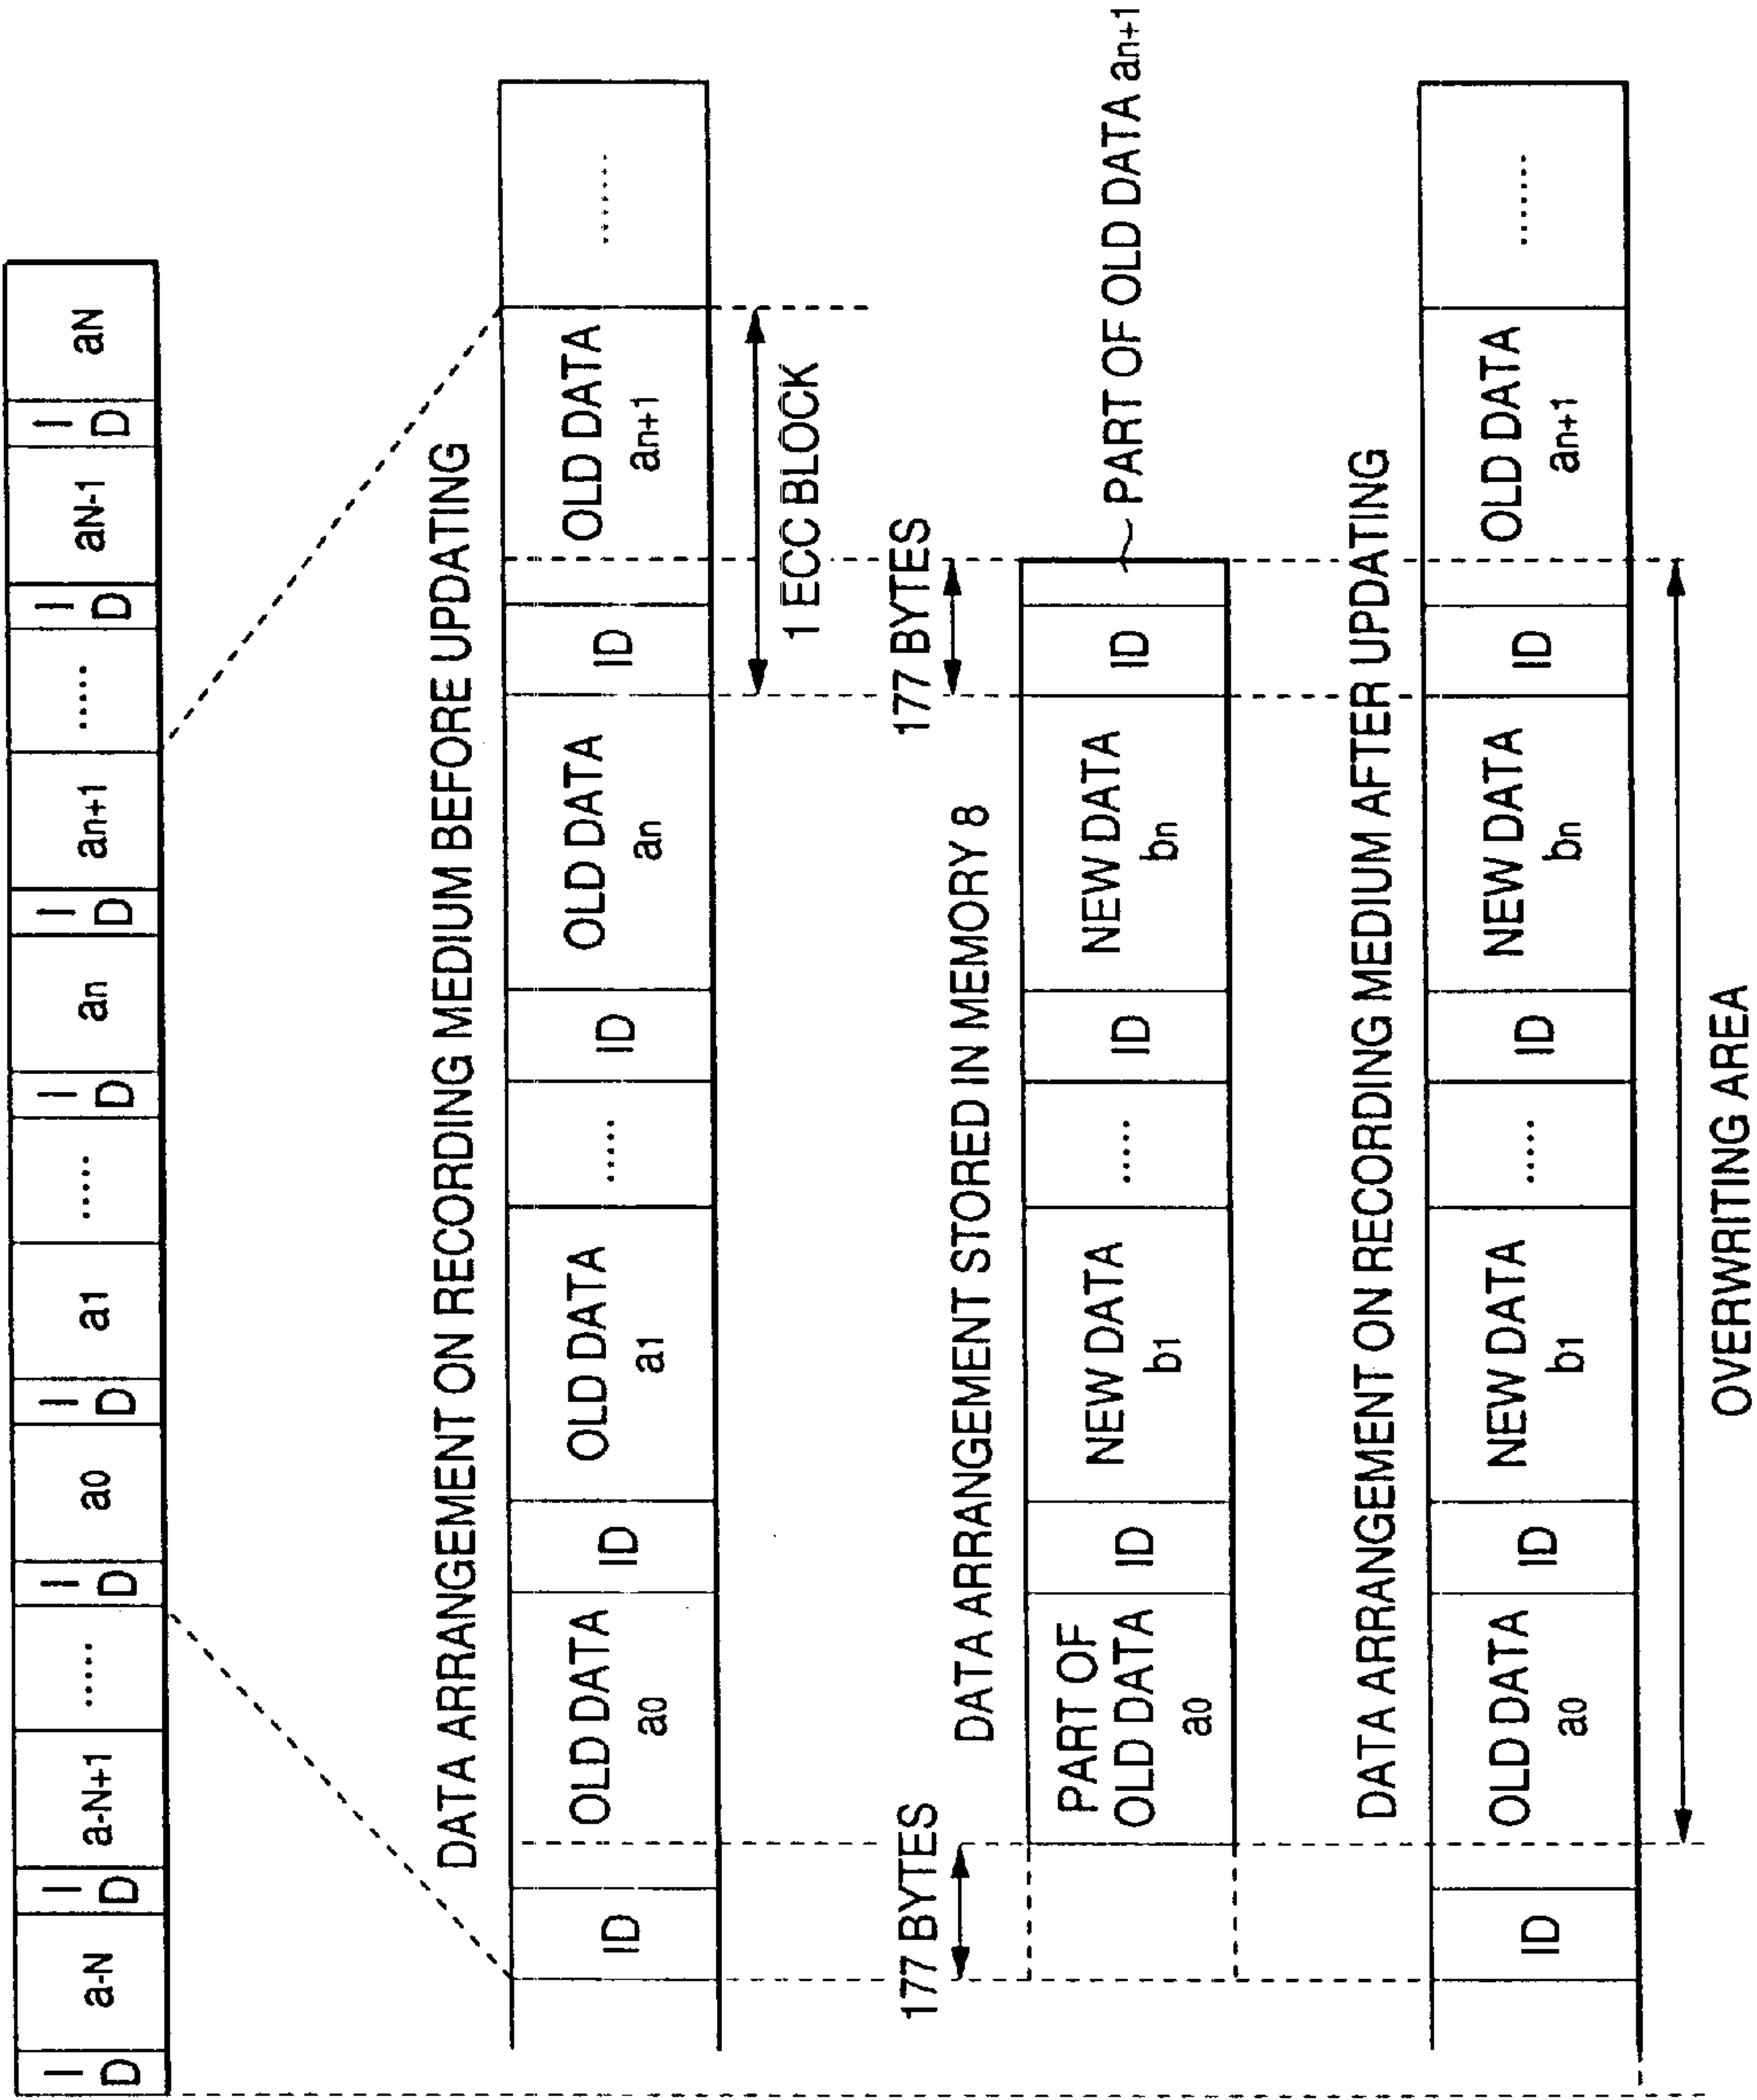 ID a-N ID a-N+1 ..... ID a0 ID a1 ..... ID an ID an+1 ..... ID aN-1 ID aN
DATA ARRANGEMENT ON RECORDING MEDIUM BEFORE UPDATING
ID OLD DATA a0 ID OLD DATA a1 ..... ID OLD DATA an ID OLD DATA an+1 .......
1 ECC BLOCK
177 BYTES
177 BYTES
DATA ARRANGEMENT STORED IN MEMORY 8
PART OF OLD DATA a0 ID NEW DATA b1 ..... ID NEW DATA bn ID
PART OF OLD DATA an+1
DATA ARRANGEMENT ON RECORDING MEDIUM AFTER UPDATING
ID OLD DATA a0 ID NEW DATA b1 ..... ID NEW DATA bn ID OLD DATA an+1 .......
OVERWRITING AREA